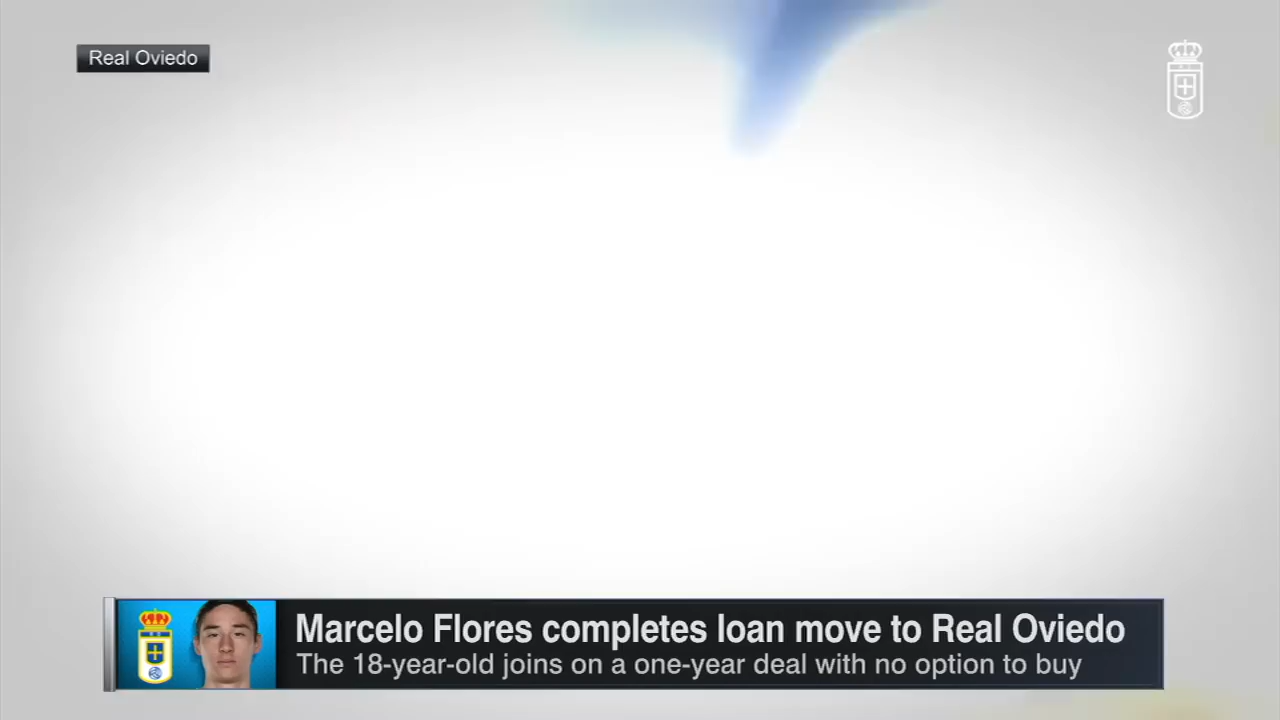 Real Oviedo
Marcelo Flores completes loan move to Real Oviedo
The 18-year-old joins on a one-year deal with no option to buy